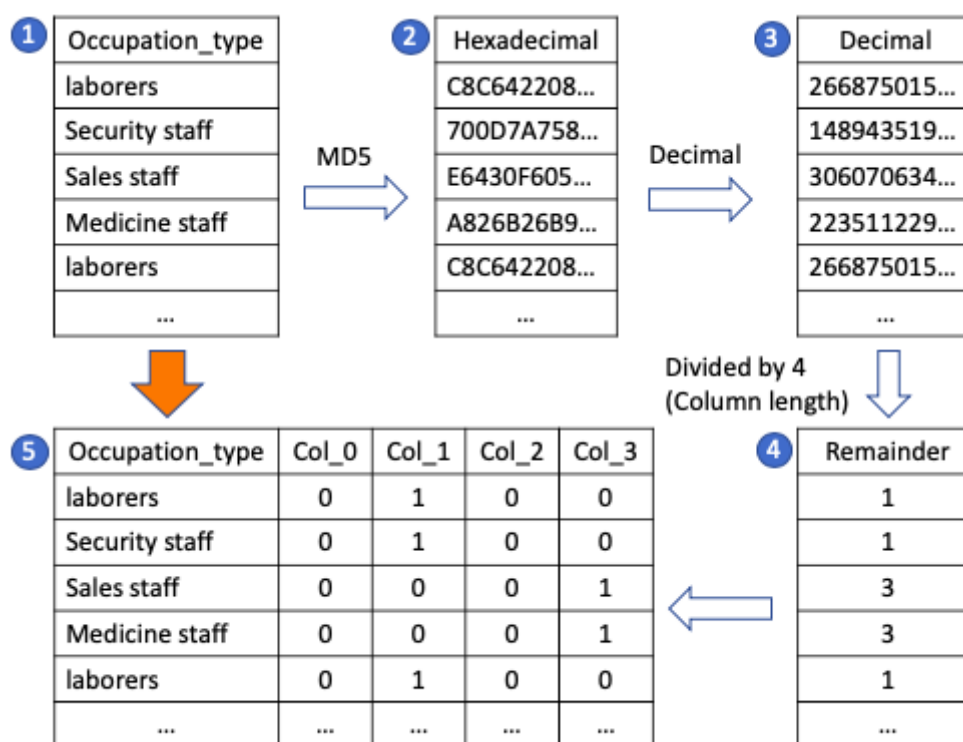 1 Occupation_type
laborers
Security staff
Sales staff
Medicine staff
laborers
...
MD5
2 Hexadecimal
C8C642208...
700D7A758...
E6430F605...
A826B26B9...
C8C642208...
...
Decimal
3 Decimal
266875015...
148943519...
306070634...
223511229...
266875015...
...
Divided by 4
(Column length)
4 Remainder
1
1
3
3
1
...
5 Occupation_type Col_0 Col_1 Col_2 Col_3
laborers 0 1 0 0
Security staff 0 1 0 0
Sales staff 0 0 0 1
Medicine staff 0 0 0 1
laborers 0 1 0 0
... ... ... ... ...